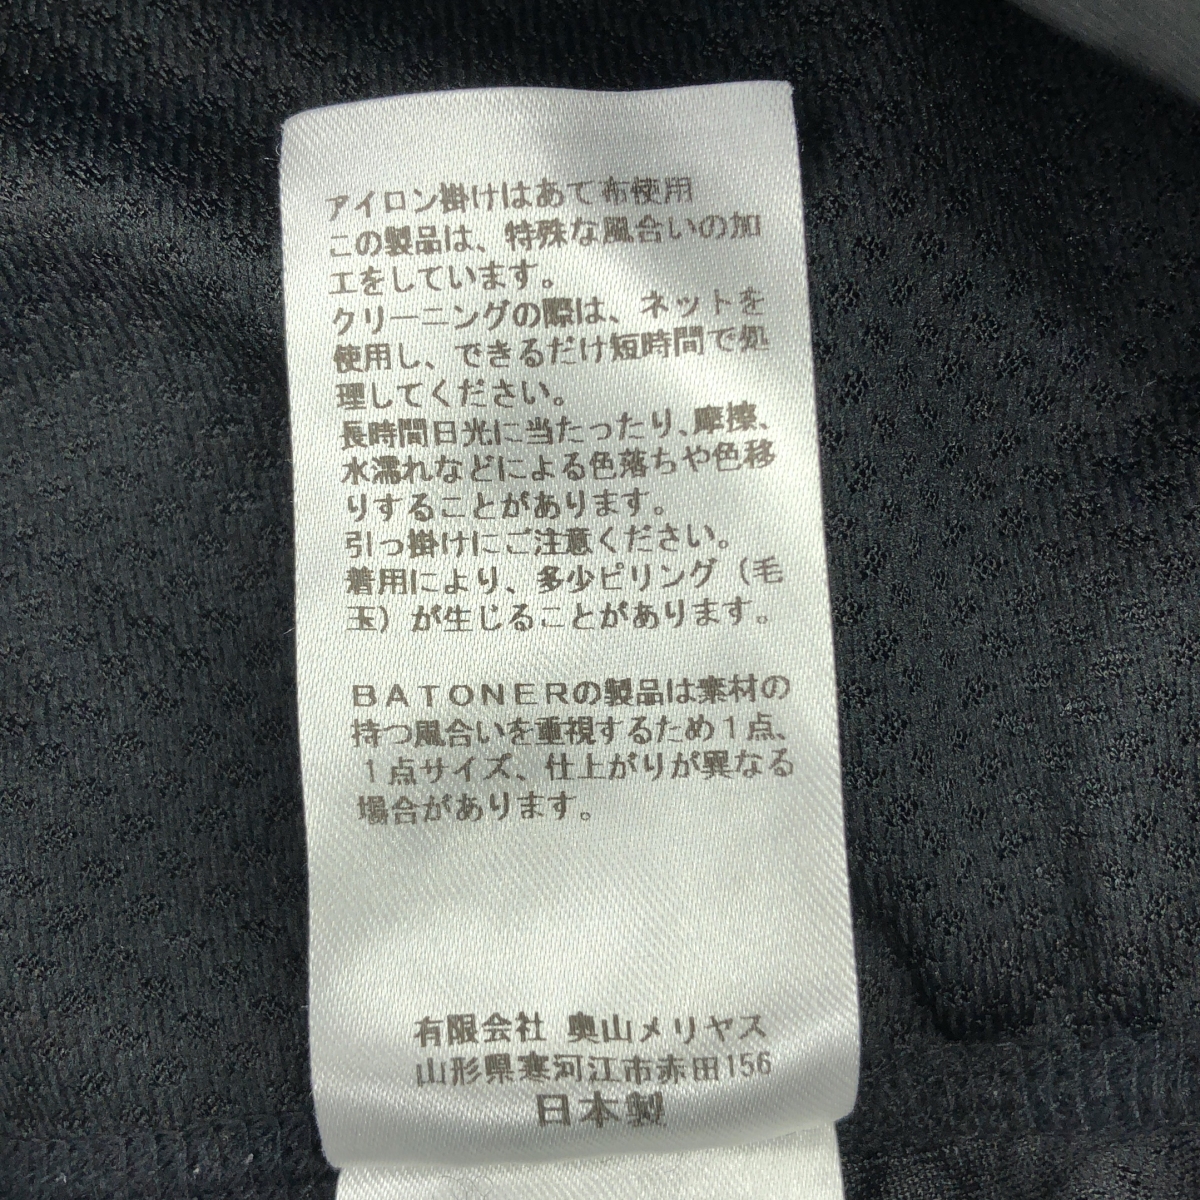 アイロン掛けはあて布使用
この製品は、特殊な風合いの加
工をしています。
クリーニングの際は、ネットを
使用し、できるだけ短時間で処
理してください。
長時間日光に当たったり、摩擦、
水濡れなどによる色落ちや色移
りすることがあります。
引っ掛けにご注意ください。
着用により、多少ピリング（毛
玉）が生じることがあります。
ＢＡＴＯＮＥＲの製品は素材の
持つ風合いを重視するため１点、
１点サイズ、仕上がりが異なる
場合があります。
有限会社 奥山メリヤス
山形県寒河江市赤田156
日本製